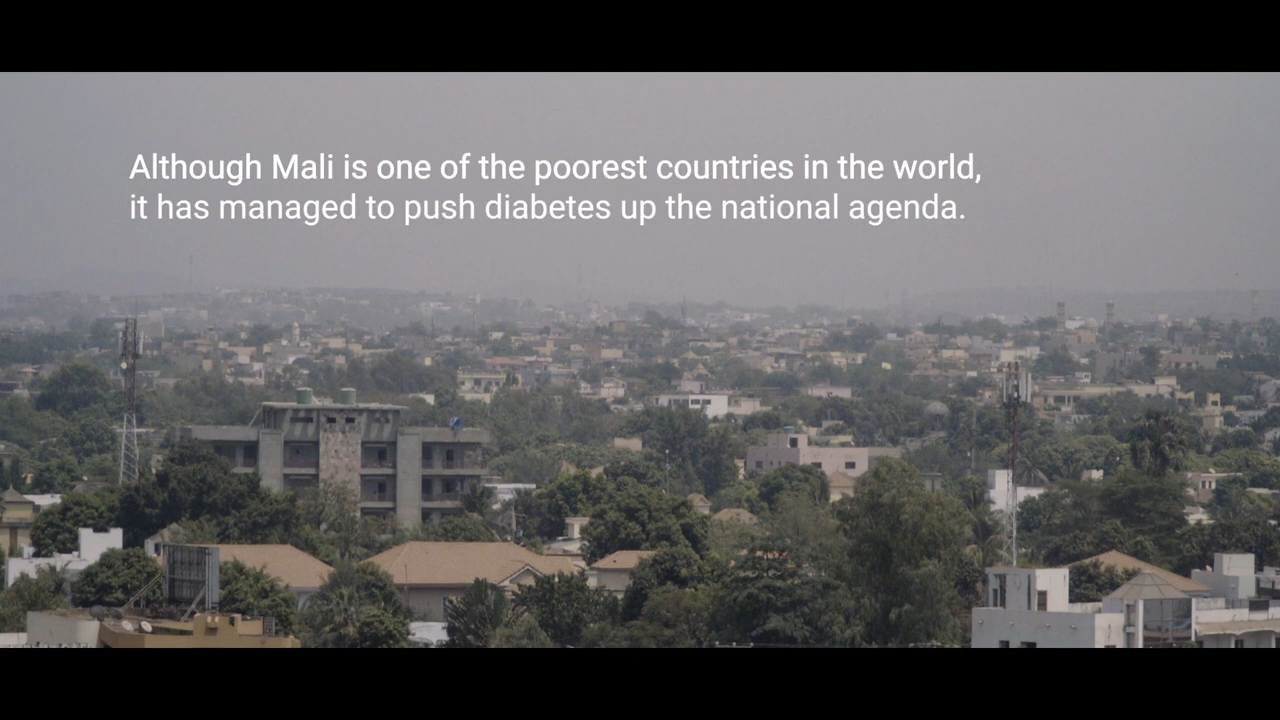 Although Mali is one of the poorest countries in the world,
it has managed to push diabetes up the national agenda.